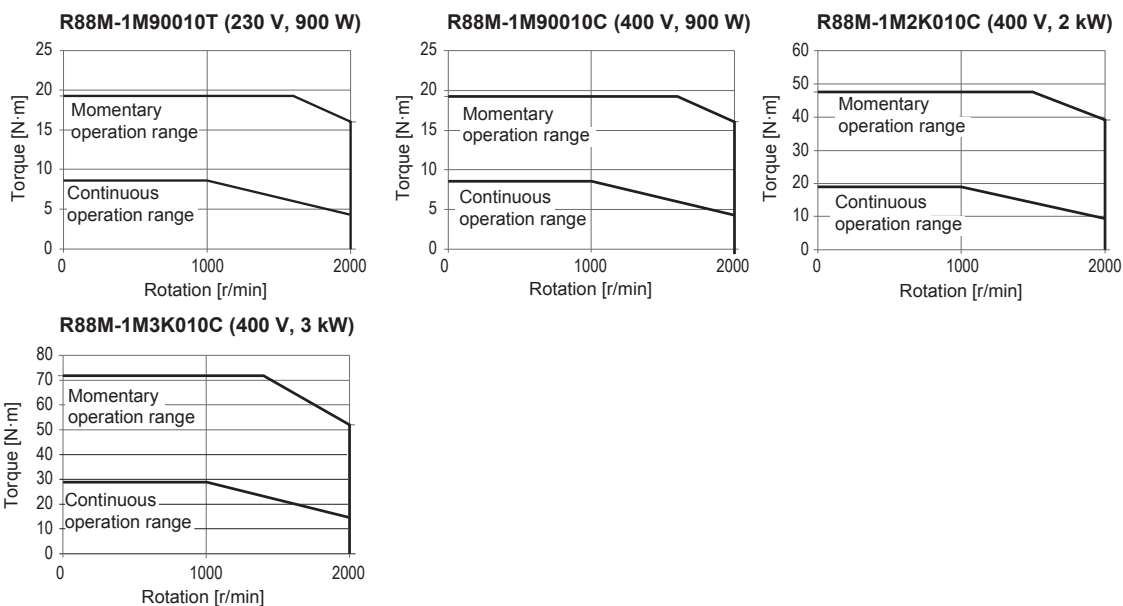 R88M-1M90010T (230 V, 900 W)
25
20
15
10
5
0
Torque [N·m]
Momentary
operation range
Continuous
operation range
0
1000
2000
Rotation [r/min]
R88M-1M90010C (400 V, 900 W)
25
20
15
10
5
0
Torque [N·m]
Momentary
operation range
Continuous
operation range
0
1000
2000
Rotation [r/min]
R88M-1M2K010C (400 V, 2 kW)
60
50
40
30
20
10
0
Torque [N·m]
Momentary
operation range
Continuous
operation range
0
1000
2000
Rotation [r/min]
R88M-1M3K010C (400 V, 3 kW)
80
70
60
50
40
30
20
10
0
Torque [N·m]
Momentary
operation range
Continuous
operation range
0
1000
2000
Rotation [r/min]